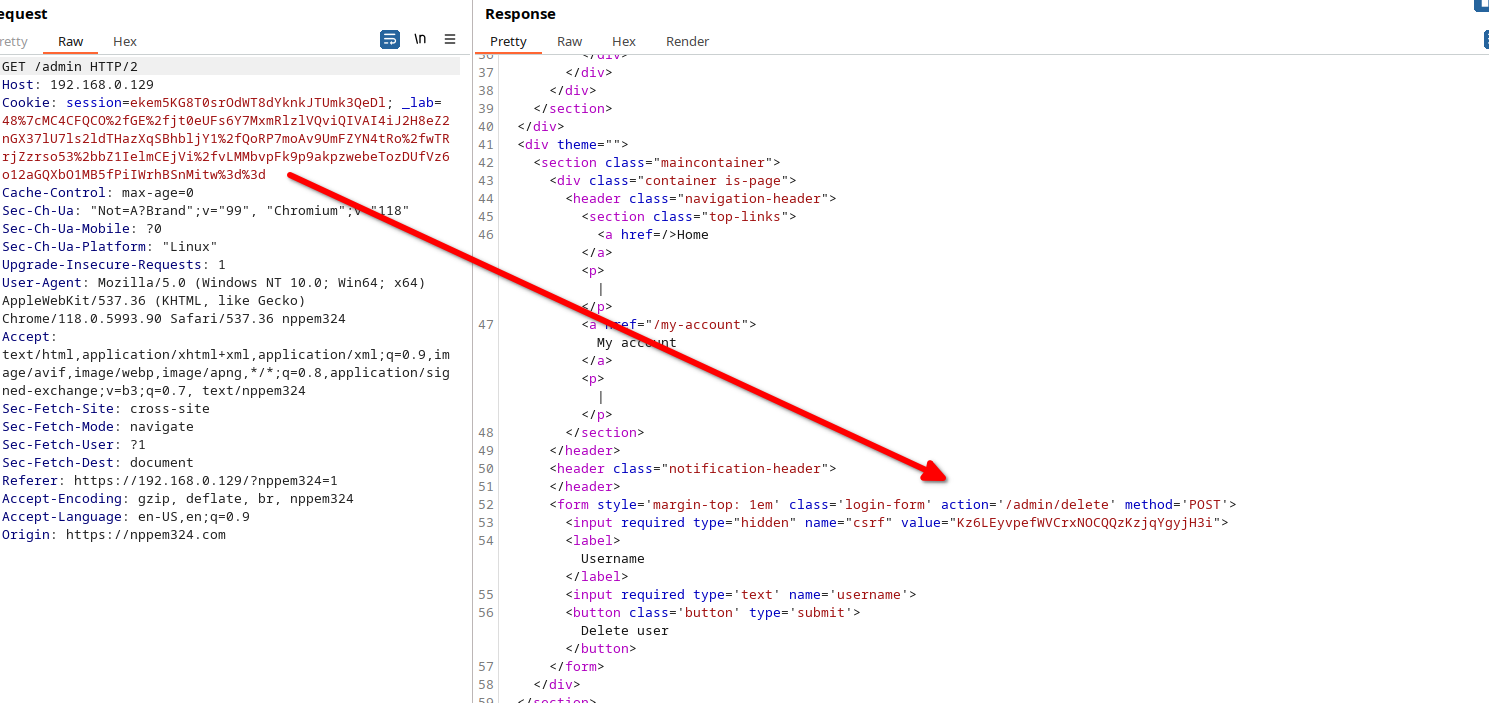 equest
retty Raw Hex \n
GET /admin HTTP/2
Host: 192.168.0.129
Cookie: session=ekem5KG8T0srOdWT8dYknkJTUmk3QeDl; _lab=
48%7cMC4CFQCO%2fGE%2fjt0eUFs6Y7MxmRlzlVQviQIVAI4iJ2H8eZ2
nGX37lU7ls2ldTHazXqSBhbljY1%2fQoRP7moAv9UmFZYN4tRo%2fwTR
rjZzrso53%2bbZ1IelmCEjVi%2fvLMMbvpFk9p9akpzwebeTozDUfVz6
o12aGQXbO1MB5fPiIWrhBSnMitw%3d%3d
Cache-Control: max-age=0
Sec-Ch-Ua: "Not=A?Brand";v="99", "Chromium";v="118"
Sec-Ch-Ua-Mobile: ?0
Sec-Ch-Ua-Platform: "Linux"
Upgrade-Insecure-Requests: 1
User-Agent: Mozilla/5.0 (Windows NT 10.0; Win64; x64)
AppleWebKit/537.36 (KHTML, like Gecko)
Chrome/118.0.5993.90 Safari/537.36 nppem324
Accept:
text/html,application/xhtml+xml,application/xml;q=0.9,im
age/avif,image/webp,image/apng,*/*;q=0.8,application/sig
ned-exchange;v=b3;q=0.7, text/nppem324
Sec-Fetch-Site: cross-site
Sec-Fetch-Mode: navigate
Sec-Fetch-User: ?1
Sec-Fetch-Dest: document
Referer: https://192.168.0.129/?nppem324=1
Accept-Encoding: gzip, deflate, br, nppem324
Accept-Language: en-US,en;q=0.9
Origin: https://nppem324.com
Response
Pretty Raw Hex Render
36 </div>
37 </div>
38 </div>
39 </section>
40 </div>
41 <div theme="">
42 <section class="maincontainer">
43 <div class="container is-page">
44 <header class="navigation-header">
45 <section class="top-links">
46 <a href=/>Home
</a>
<p>
|
</p>
47 <a href="/my-account">
My account
</a>
<p>
|
</p>
48 </section>
49 </header>
50 <header class="notification-header">
51 </header>
52 <form style='margin-top: 1em' class='login-form' action='/admin/delete' method='POST'>
53 <input required type="hidden" name="csrf" value="Kz6LEyvpefWVCrxNOCQQzKzjqYgyjH3i">
54 <label>
Username
</label>
55 <input required type='text' name='username'>
56 <button class='button' type='submit'>
Delete user
</button>
57 </form>
58 </div>
59 </section>